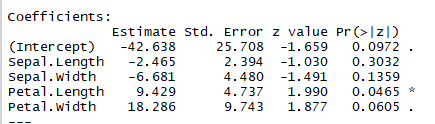 Coefficients:
Estimate Std. Error z value Pr(>|z|)
(Intercept) -42.638 25.708 -1.659 0.0972 .
Sepal.Length -2.465 2.394 -1.030 0.3032
Sepal.Width -6.681 4.480 -1.491 0.1359
Petal.Length 9.429 4.737 1.990 0.0465 *
Petal.Width 18.286 9.743 1.877 0.0605 .
---